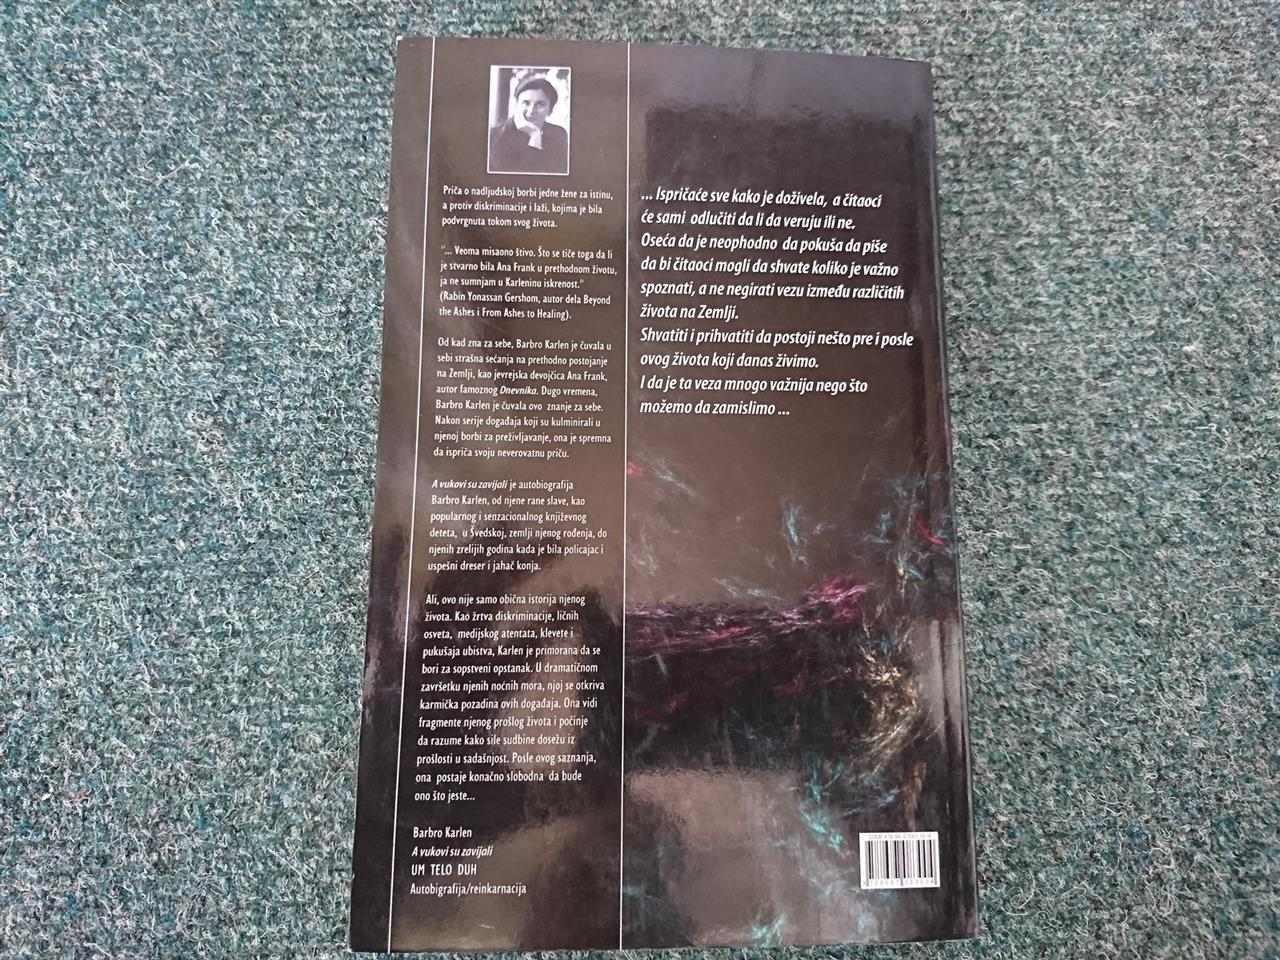 Priča o nadljudskoj borbi jedne žene za istinu,
a protiv diskriminacije i laži, kojima je bila
podvrgnuta tokom svog života.
"... Veoma misaono štivo. Što se tiče toga da li
je stvarno bila Ana Frank u prethodnom životu,
ja ne sumnjam u Karleninu iskrenost."
(Rabin Yonassan Gershom, autor dela Beyond
the Ashes i From Ashes to Healing).
Od kad zna za sebe, Barbro Karlen je čuvala u
sebi strašna sećanja na prethodno postojanje
na Zemlji, kao jevrejska devojčica Ana Frank,
autor famoznog Dnevnika. Dugo vremena,
Barbro Karlen je čuvala ovo znanje za sebe.
Nakon serije događaja koji su kulminirali u
njenoj borbi za preživljavanje, ona je spremna
da ispriča svoju neverovatnu priču.
A vukovi su zavijali je autobiografija
Barbro Karlen, od njene rane slave, kao
popularnog i senzacionalnog književnog
deteta, u Švedskoj, zemlji njenog rođenja, do
njenih zrelijih godina kada je bila policajac i
uspešni dreser i jahač konja.
Ali, ovo nije samo obična istorija njenog
života. Kao žrtva diskriminacije, ličnih
osveta, medijskog atentata, klevete i
pukušaja ubistva, Karlen je primorana da se
bori za sopstveni opstanak. U dramatičnom
završetku njenih noćnih mora, njoj se otkriva
karmička pozadina ovih događaja. Ona vidi
fragmente njenog prošlog života i počinje
da razume kako sile sudbine dosežu iz
prošlosti u sadašnjost. Posle ovog saznanja,
ona postaje konačno slobodna da bude
ono što jeste...
Barbro Karlen
A vukovi su zavijali
UM TELO DUH
Autobigrafija/reinkarnacija
... Ispričaće sve kako je doživela, a čitaoci
će sami odlučiti da li da veruju ili ne.
Oseća da je neophodno da pokuša da piše
da bi čitaoci mogli da shvate koliko je važno
spoznati, a ne negirati vezu između različitih
života na Zemlji.
Shvatiti i prihvatiti da postoji nešto pre i posle
ovog života koji danas živimo.
I da je ta veza mnogo važnija nego što
možemo da zamislimo ...